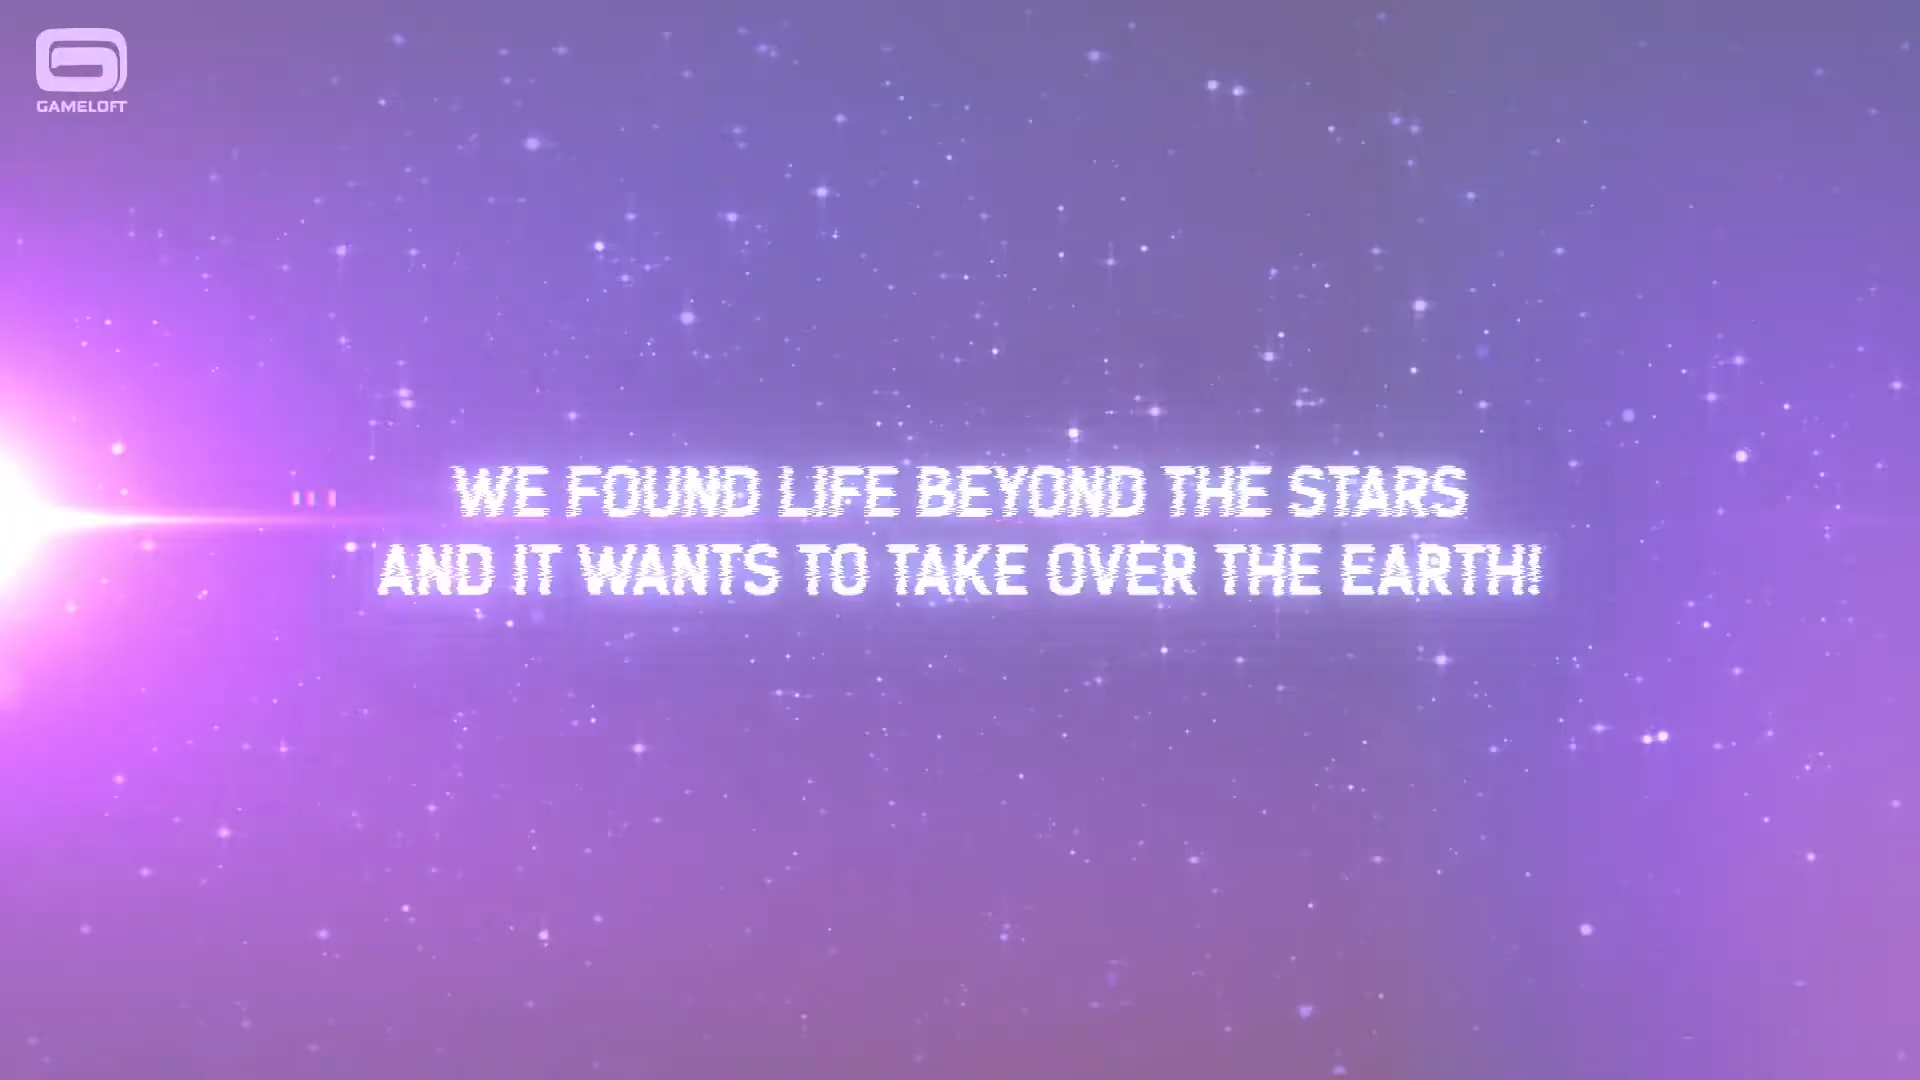 GAMELOFT
WE FOUND LIFE BEYOND THE STARS
AND IT WANTS TO TAKE OVER THE EARTH!